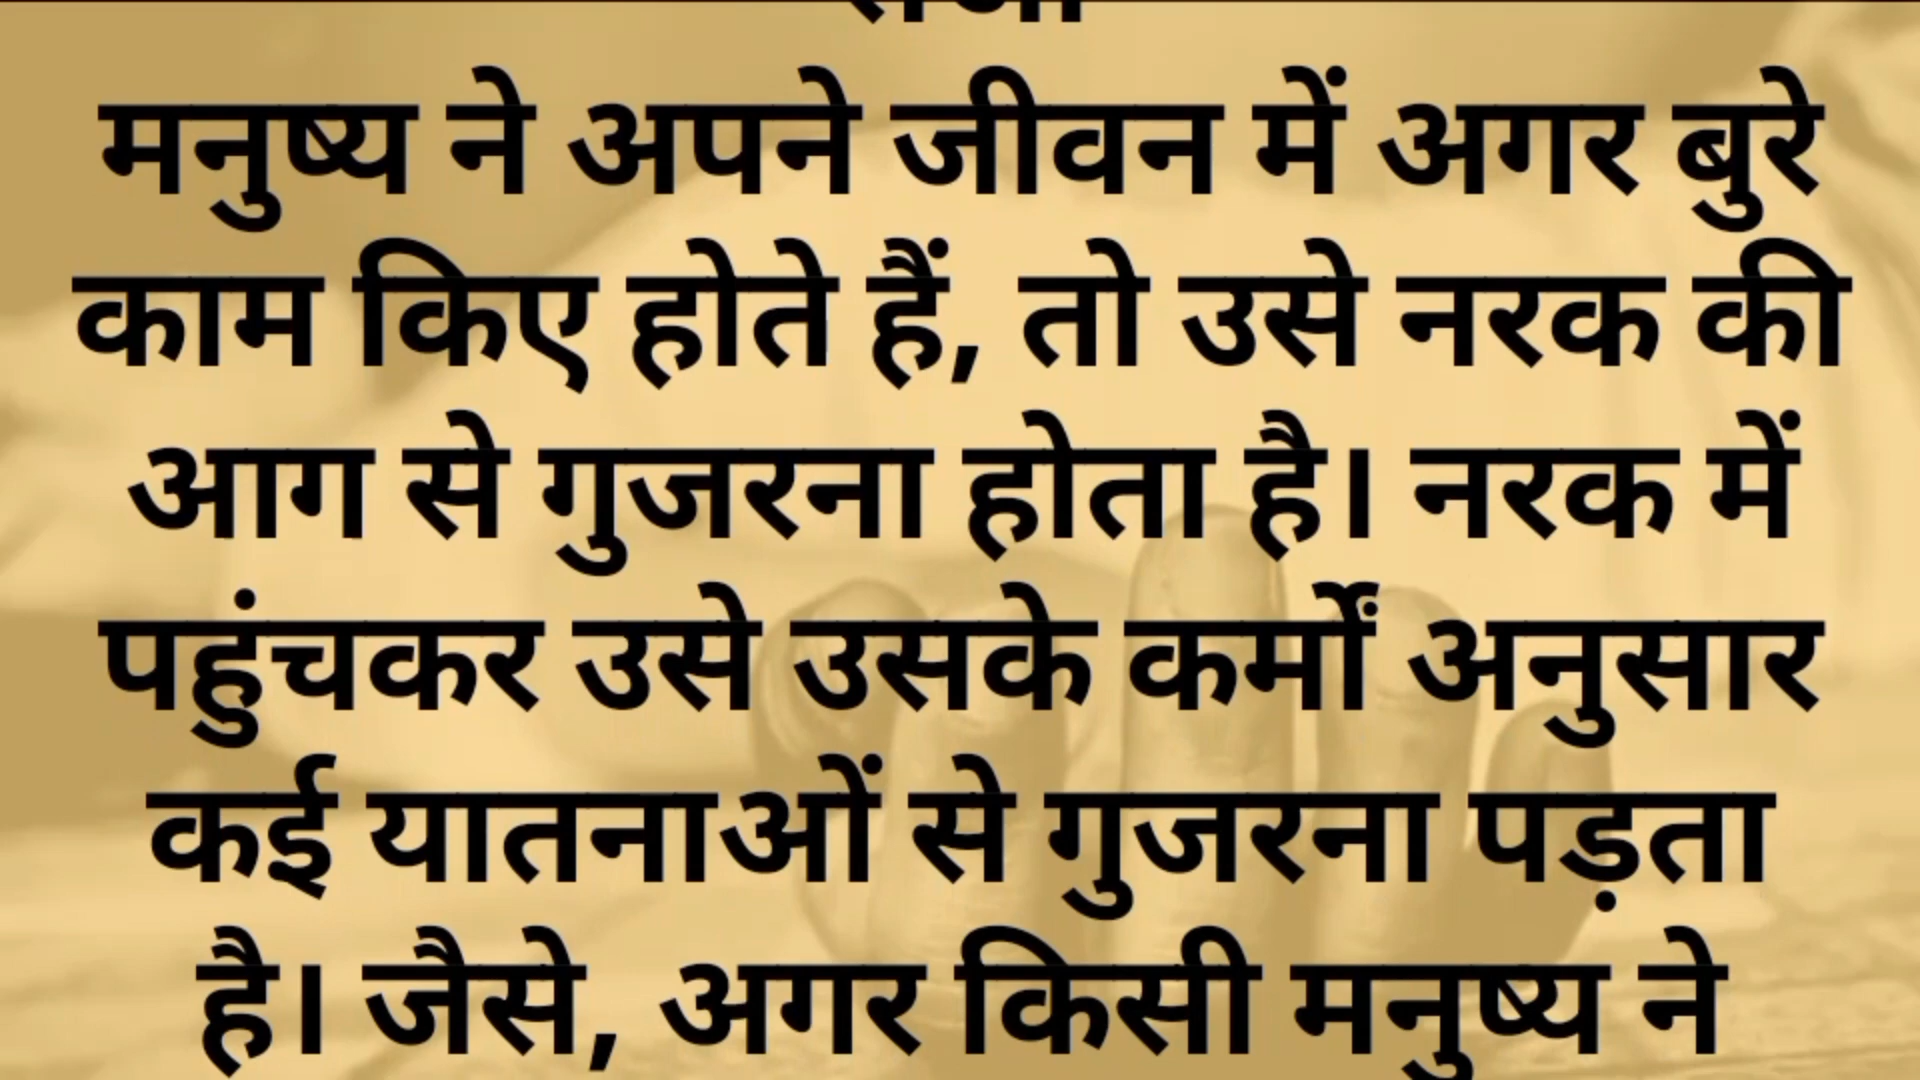 मनुष्य ने अपने जीवन में अगर बुरे
काम किए होते हैं, तो उसे नरक की
आग से गुजरना होता है। नरक में
पहुंचकर उसे उसके कर्मों अनुसार
कई यातनाओं से गुजरना पड़ता
है। जैसे, अगर किसी मनुष्य ने